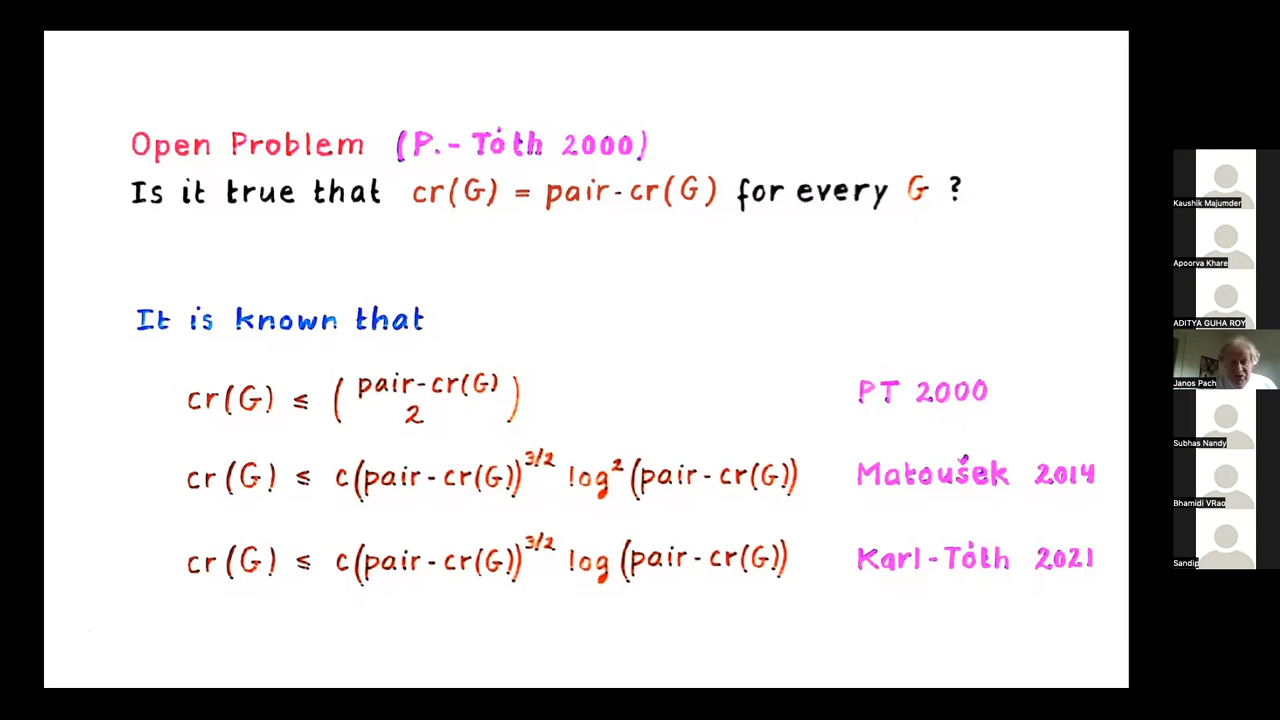 Open Problem (P.-Tóth 2000)
Is it true that cr(G) = pair-cr(G) for every G ?
It is known that
cr(G) ≤ (pair-cr(G) 2) PT 2000
cr(G) ≤ c(pair-cr(G))^3/2 log²(pair-cr(G)) Matoušek 2014
cr(G) ≤ c(pair-cr(G))^3/2 log(pair-cr(G)) Karl-Tóth 2021
Kaushik Majumder
Apoorva Khare
ADITYA GUHA ROY
Janos Pach
Subhas Nandy
Bhamidi VRao
Sandip